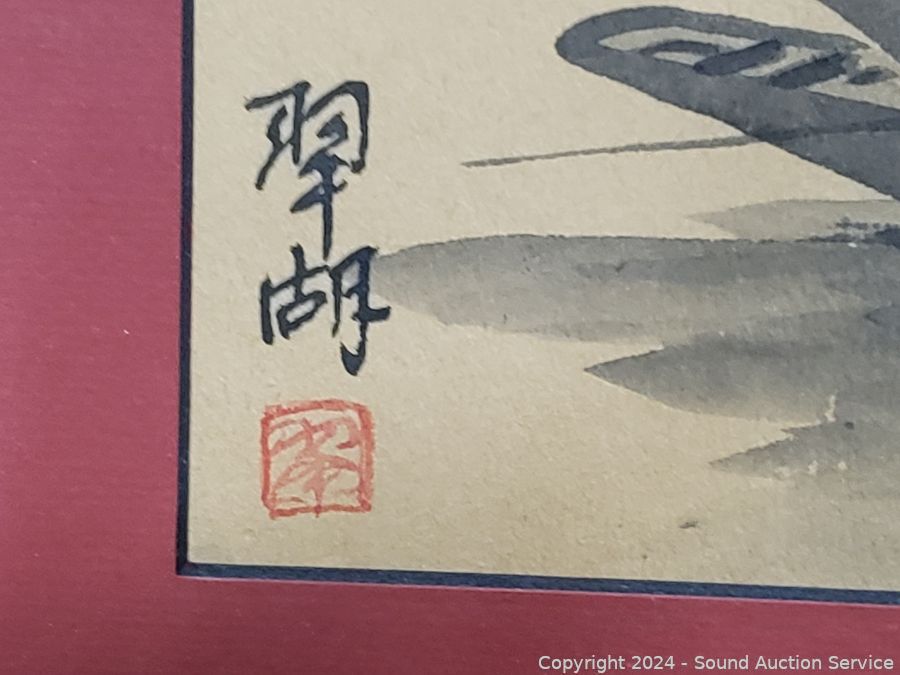 翠湖
Copyright 2024 - Sound Auction Service